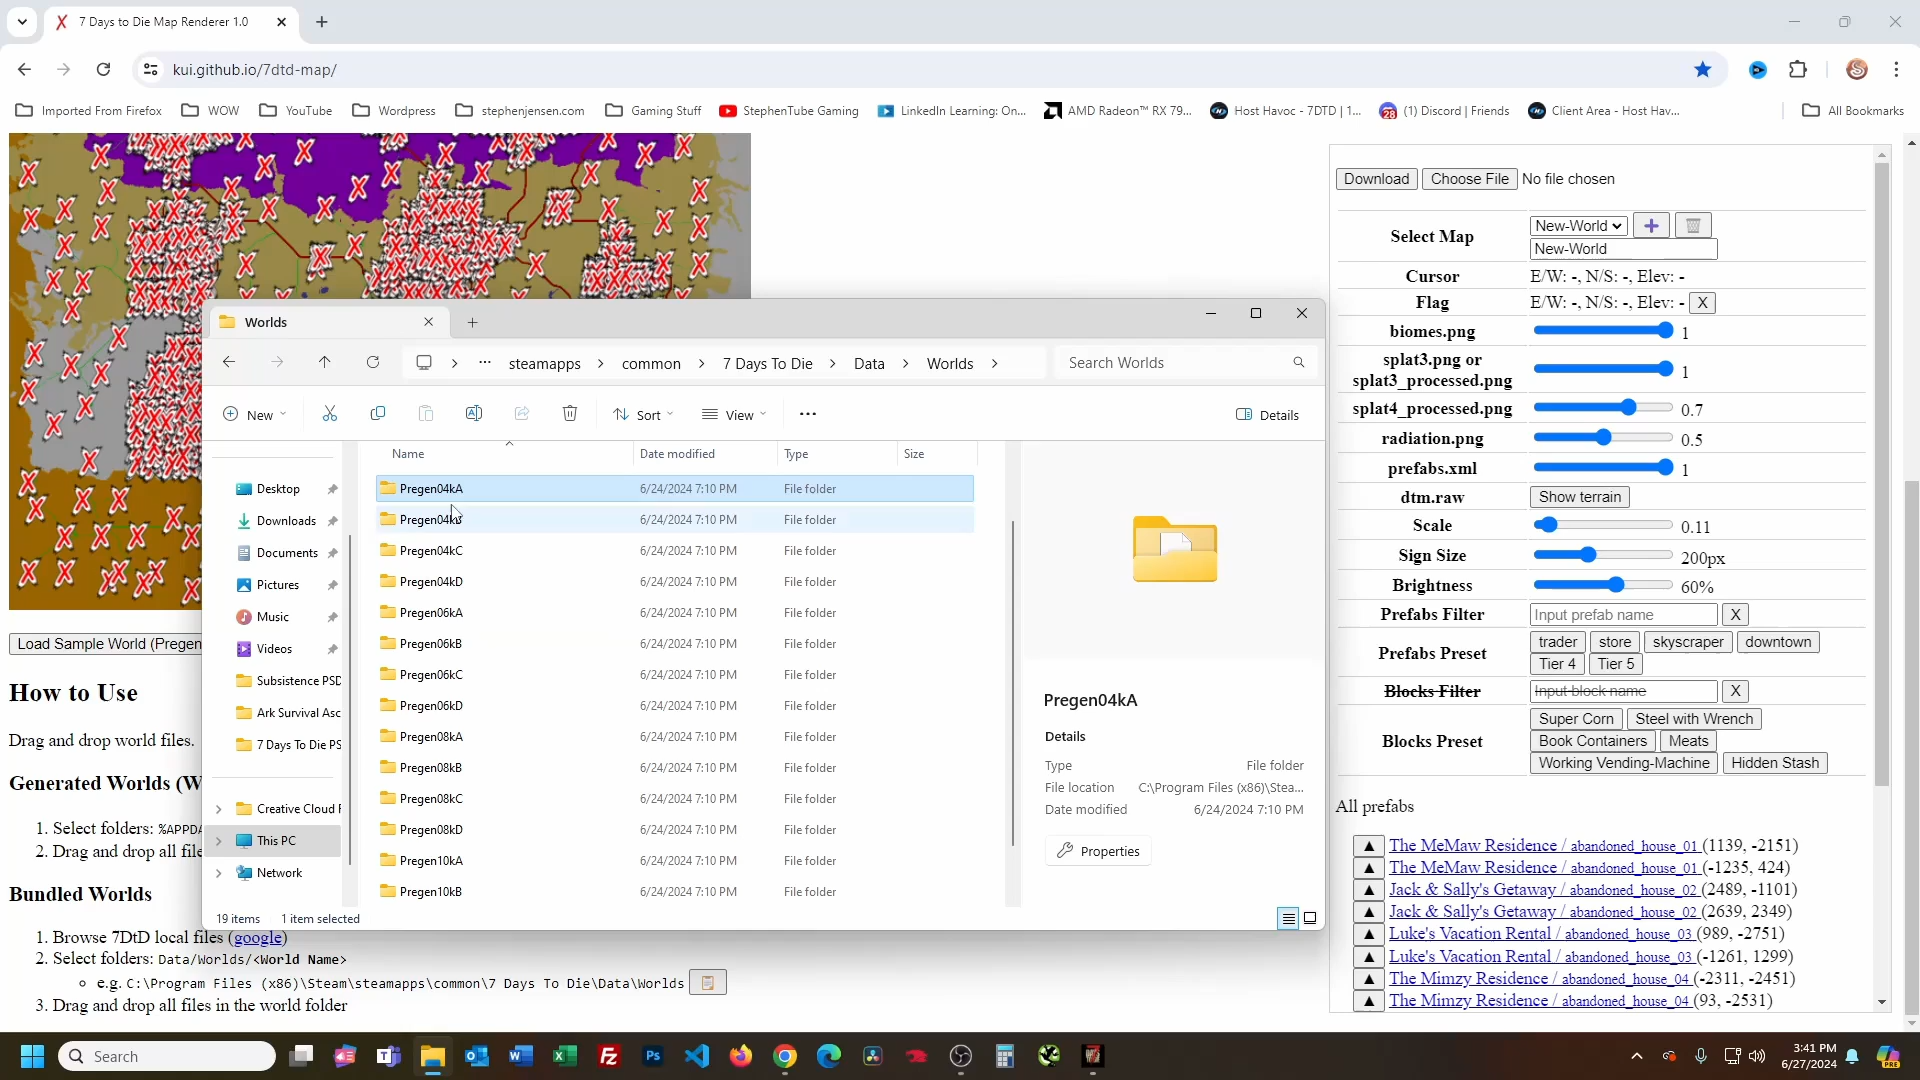 7 Days to Die Map Renderer 1.0
kui.github.io/7dtd-map/
Imported From Firefox
WOW
YouTube
Wordpress
stephenjensen.com
Gaming Stuff
StephenTube Gaming
LinkedIn Learning: On...
AMD Radeon™ RX 79...
Host Havoc - 7DTD | 1...
(1) Discord | Friends
Client Area - Host Hav...
All Bookmarks
Load Sample World (Pregen
How to Use
Drag and drop world files.
Generated Worlds (W
1. Select folders: %APPDA
2. Drag and drop all file
Bundled Worlds
1. Browse 7DtD local files (google)
2. Select folders: Data/Worlds/<World Name>
e.g. C:\Program Files (x86)\Steam\steamapps\common\7 Days To Die\Data\Worlds
3. Drag and drop all files in the world folder
Worlds
steamapps > common > 7 Days To Die > Data > Worlds >
Search Worlds
New
Sort
View
Details
Desktop
Downloads
Documents
Pictures
Music
Videos
Subsistence PSD
Ark Survival Asc
7 Days To Die PS
Creative Cloud F
This PC
Network
Name Date modified Type Size
Pregen04kA 6/24/2024 7:10 PM File folder
Pregen04kB 6/24/2024 7:10 PM File folder
Pregen04kC 6/24/2024 7:10 PM File folder
Pregen04kD 6/24/2024 7:10 PM File folder
Pregen06kA 6/24/2024 7:10 PM File folder
Pregen06kB 6/24/2024 7:10 PM File folder
Pregen06kC 6/24/2024 7:10 PM File folder
Pregen06kD 6/24/2024 7:10 PM File folder
Pregen08kA 6/24/2024 7:10 PM File folder
Pregen08kB 6/24/2024 7:10 PM File folder
Pregen08kC 6/24/2024 7:10 PM File folder
Pregen08kD 6/24/2024 7:10 PM File folder
Pregen10kA 6/24/2024 7:10 PM File folder
Pregen10kB 6/24/2024 7:10 PM File folder
Pregen04kA
Details
Type File folder
File location C:\Program Files (x86)\Stea...
Date modified 6/24/2024 7:10 PM
Properties
19 items 1 item selected
Download Choose File No file chosen
Select Map New-World
New-World
Cursor E/W: -, N/S: -, Elev: -
Flag E/W: -, N/S: -, Elev: - X
biomes.png 1
splat3.png or
splat3_processed.png 1
splat4_processed.png 0.7
radiation.png 0.5
prefabs.xml 1
dtm.raw Show terrain
Scale 0.11
Sign Size 200px
Brightness 60%
Prefabs Filter Input prefab name X
Prefabs Preset trader store skyscraper downtown
Tier 4 Tier 5
Blocks Filter Input block name X
Blocks Preset Super Corn Steel with Wrench
Book Containers Meats
Working Vending-Machine Hidden Stash
All prefabs
The MeMaw Residence / abandoned_house_01 (1139, -2151)
The MeMaw Residence / abandoned_house_01 (-1235, 424)
Jack & Sally's Getaway / abandoned_house_02 (2489, -1101)
Jack & Sally's Getaway / abandoned_house_02 (2639, 2349)
Luke's Vacation Rental / abandoned_house_03 (989, -2751)
Luke's Vacation Rental / abandoned_house_03 (-1261, 1299)
The Mimzy Residence / abandoned_house_04 (-2311, -2451)
The Mimzy Residence / abandoned_house_04 (93, -2531)
Search
3:41 PM
6/27/2024